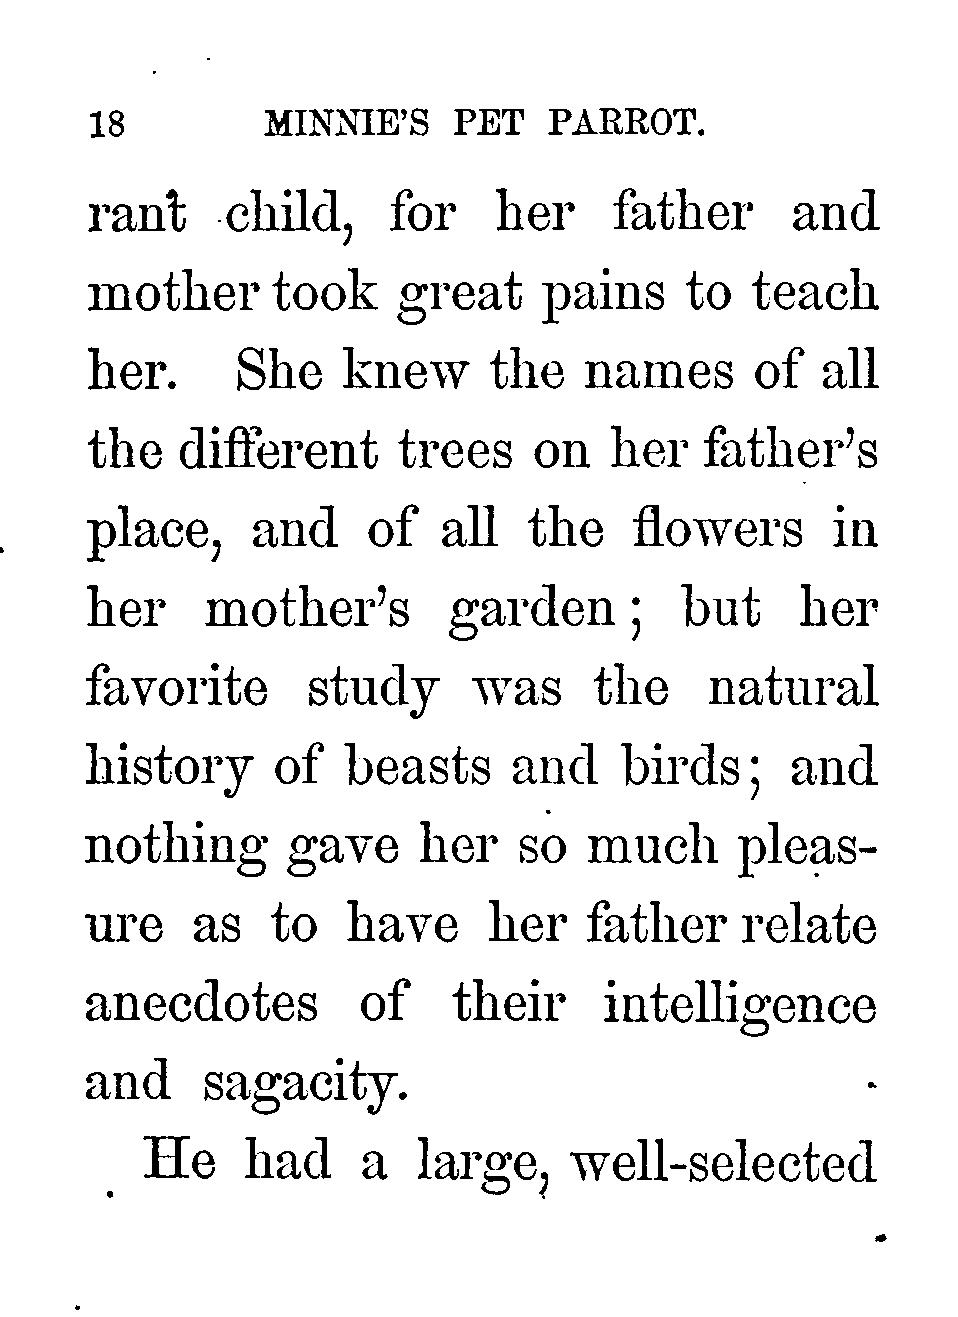 18 MINNIE'S PET PARROT.
rant child, for her father and
mother took great pains to teach
her. She knew the names of all
the different trees on her father's
place, and of all the flowers in
her mother's garden; but her
favorite study was the natural
history of beasts and birds; and
nothing gave her so much pleas-
ure as to have her father relate
anecdotes of their intelligence
and sagacity.
He had a large, well-selected